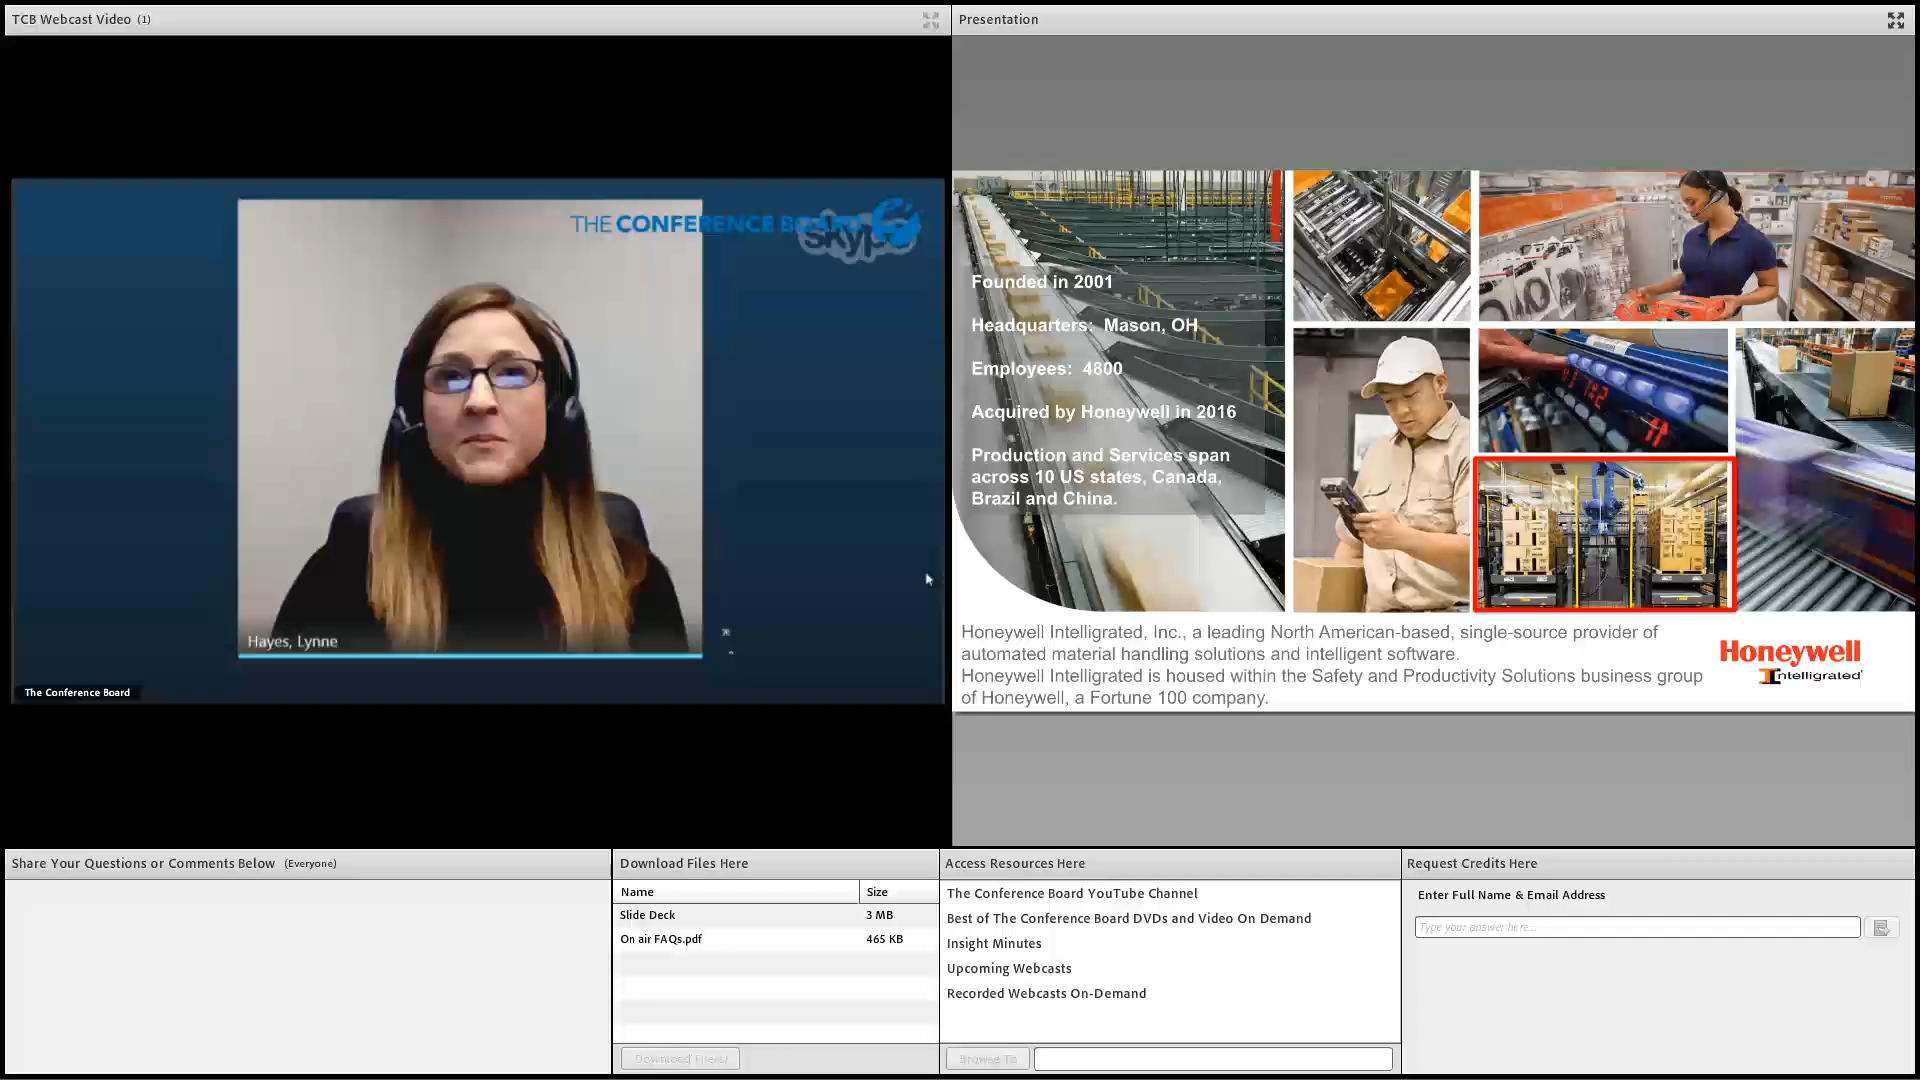 TCB Webcast Video (1)
Presentation
THE CONFERENCE BOARD
skype
Hayes, Lynne
The Conference Board
Founded in 2001
Headquarters: Mason, OH
Employees: 4800
Acquired by Honeywell in 2016
Production and Services span
across 10 US states, Canada,
Brazil and China.
Honeywell Intelligrated, Inc., a leading North American-based, single-source provider of
automated material handling solutions and intelligent software.
Honeywell Intelligrated is housed within the Safety and Productivity Solutions business group
of Honeywell, a Fortune 100 company.
Honeywell
Intelligrated
Share Your Questions or Comments Below (Everyone)
Download Files Here
Name Size
Slide Deck 3 MB
On air FAQs.pdf 465 KB
Download File(s)
Access Resources Here
The Conference Board YouTube Channel
Best of The Conference Board DVDs and Video On Demand
Insight Minutes
Upcoming Webcasts
Recorded Webcasts On-Demand
Browse To
Request Credits Here
Enter Full Name & Email Address
Type your answer here...